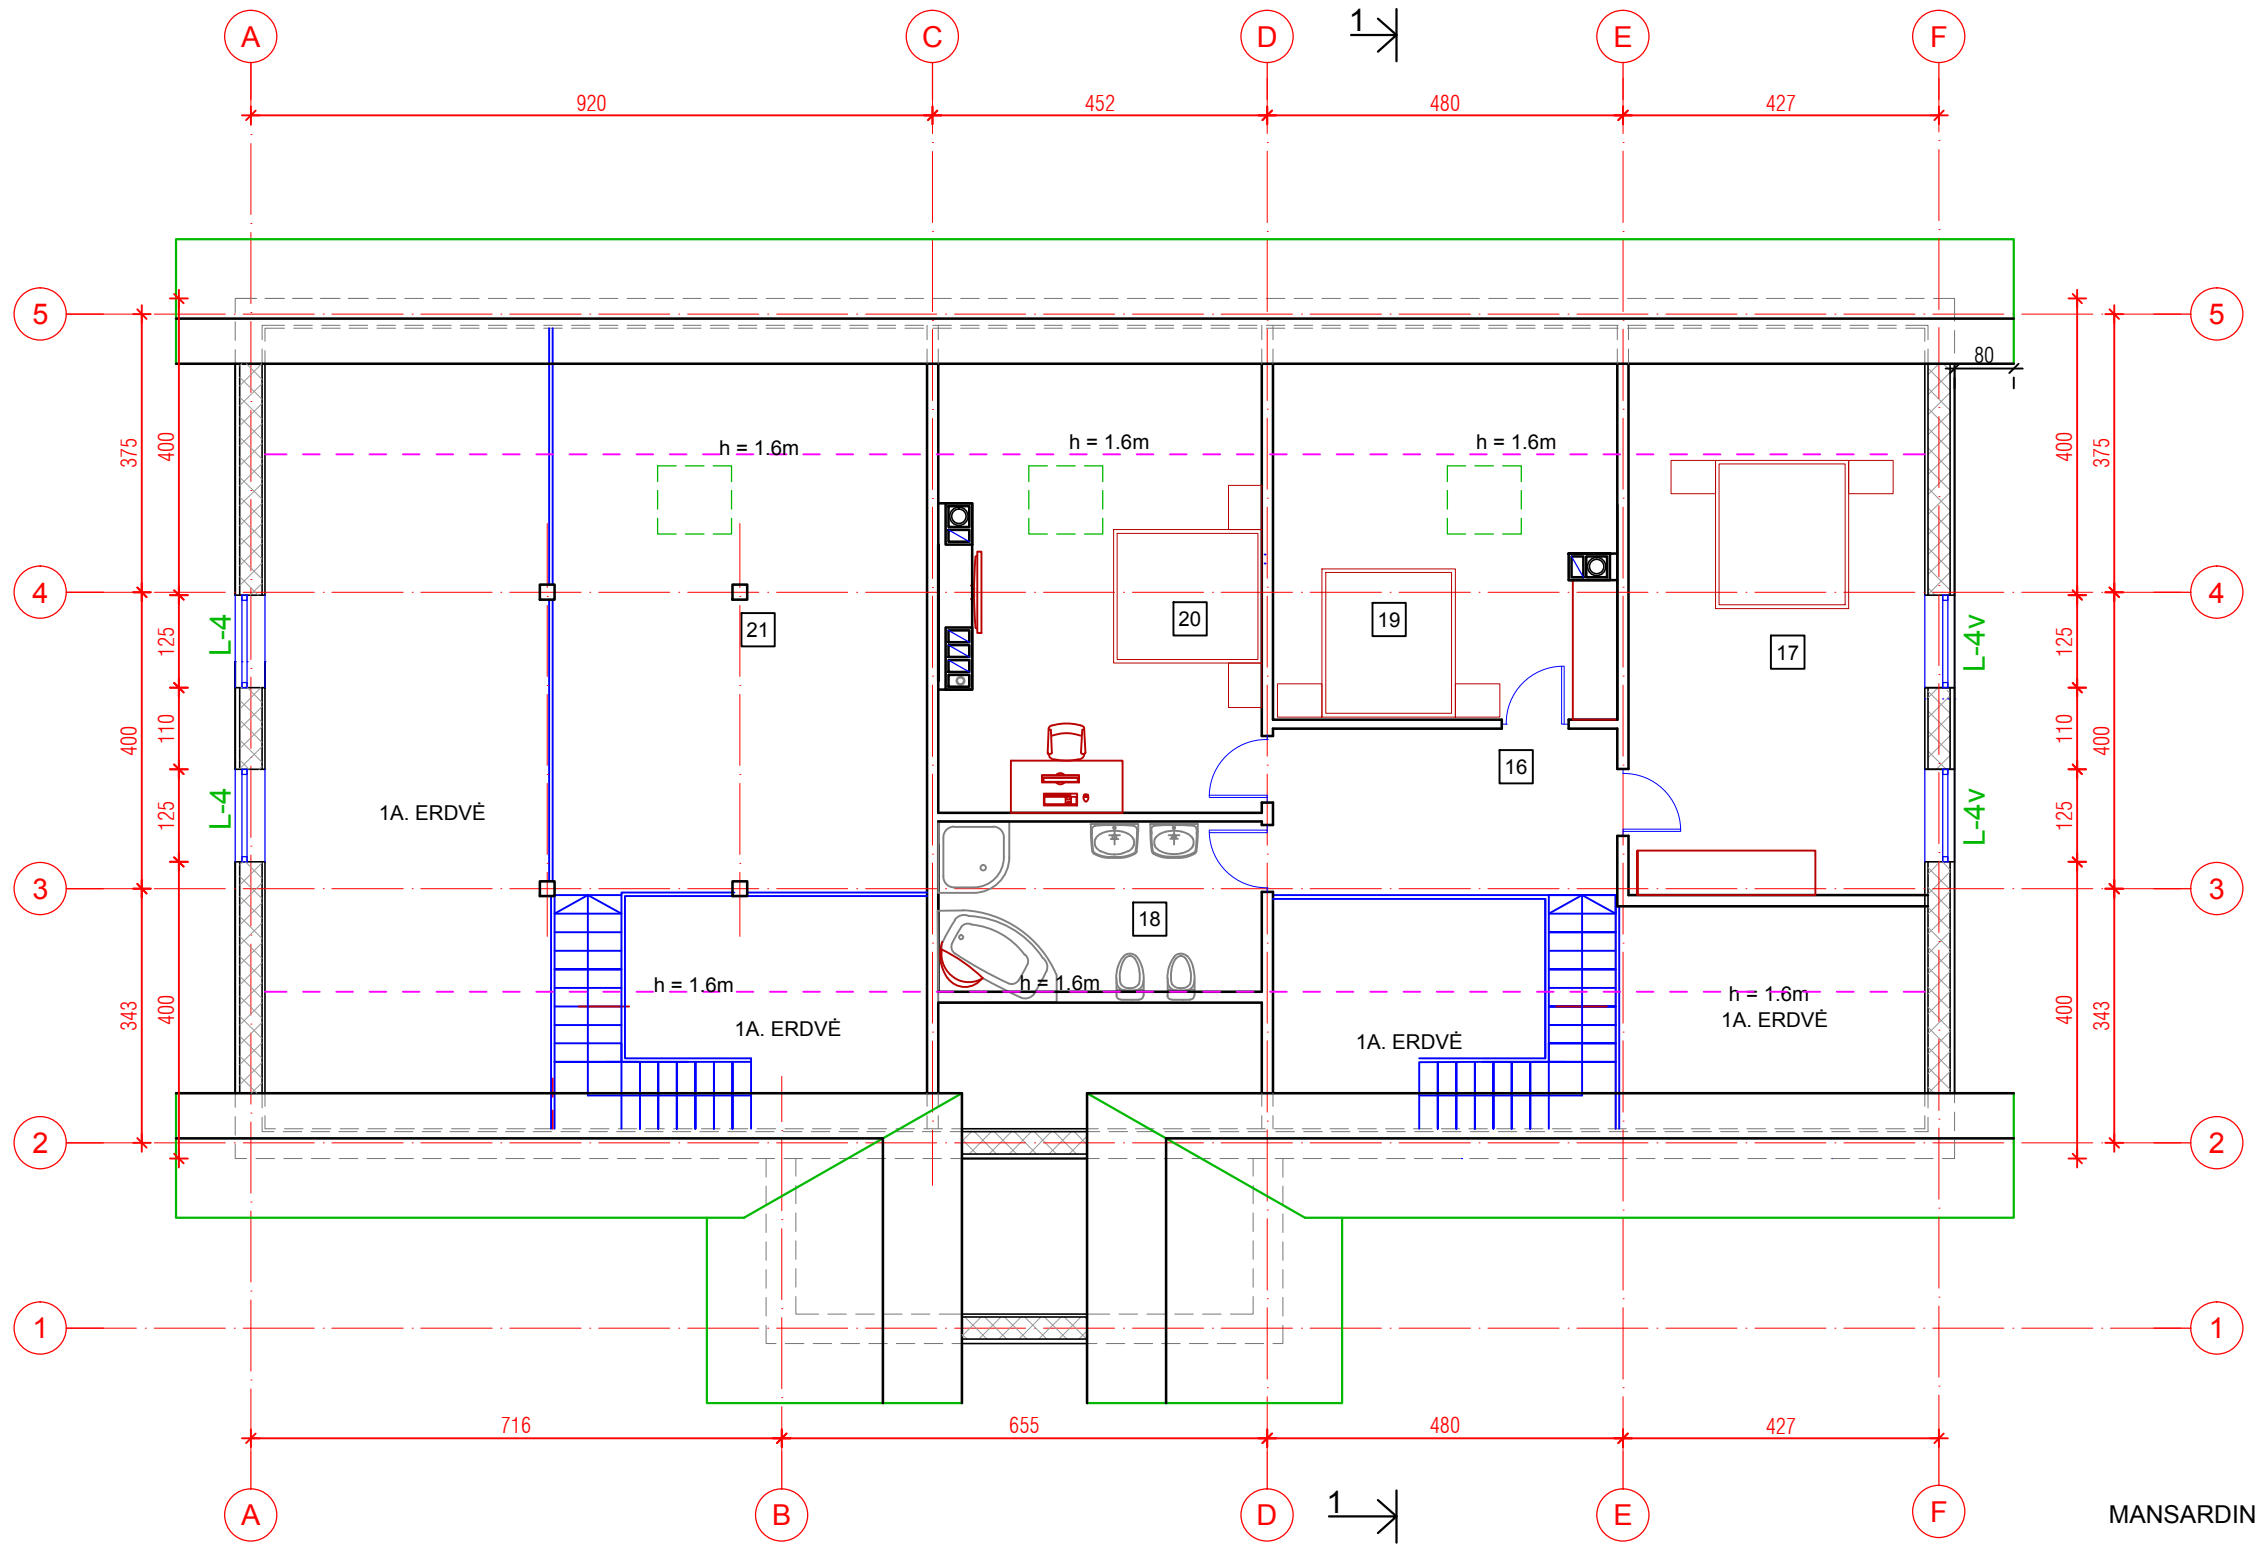 A C D 1 E F
920 452 480 427
5 5
80
375 400 400 375
h = 1.6m h = 1.6m h = 1.6m
4 4
21 20 19 17
L-4 125 125 L-4v
400 110 16 110 400
L-4 125 1A. ERDVĖ 125 L-4v
3 3
18
h = 1.6m h = 1.6m h = 1.6m
343 400 1A. ERDVĖ 1A. ERDVĖ 1A. ERDVĖ 400 343
2 2
1 1
716 655 480 427
A B D 1 E F
MANSARDIN